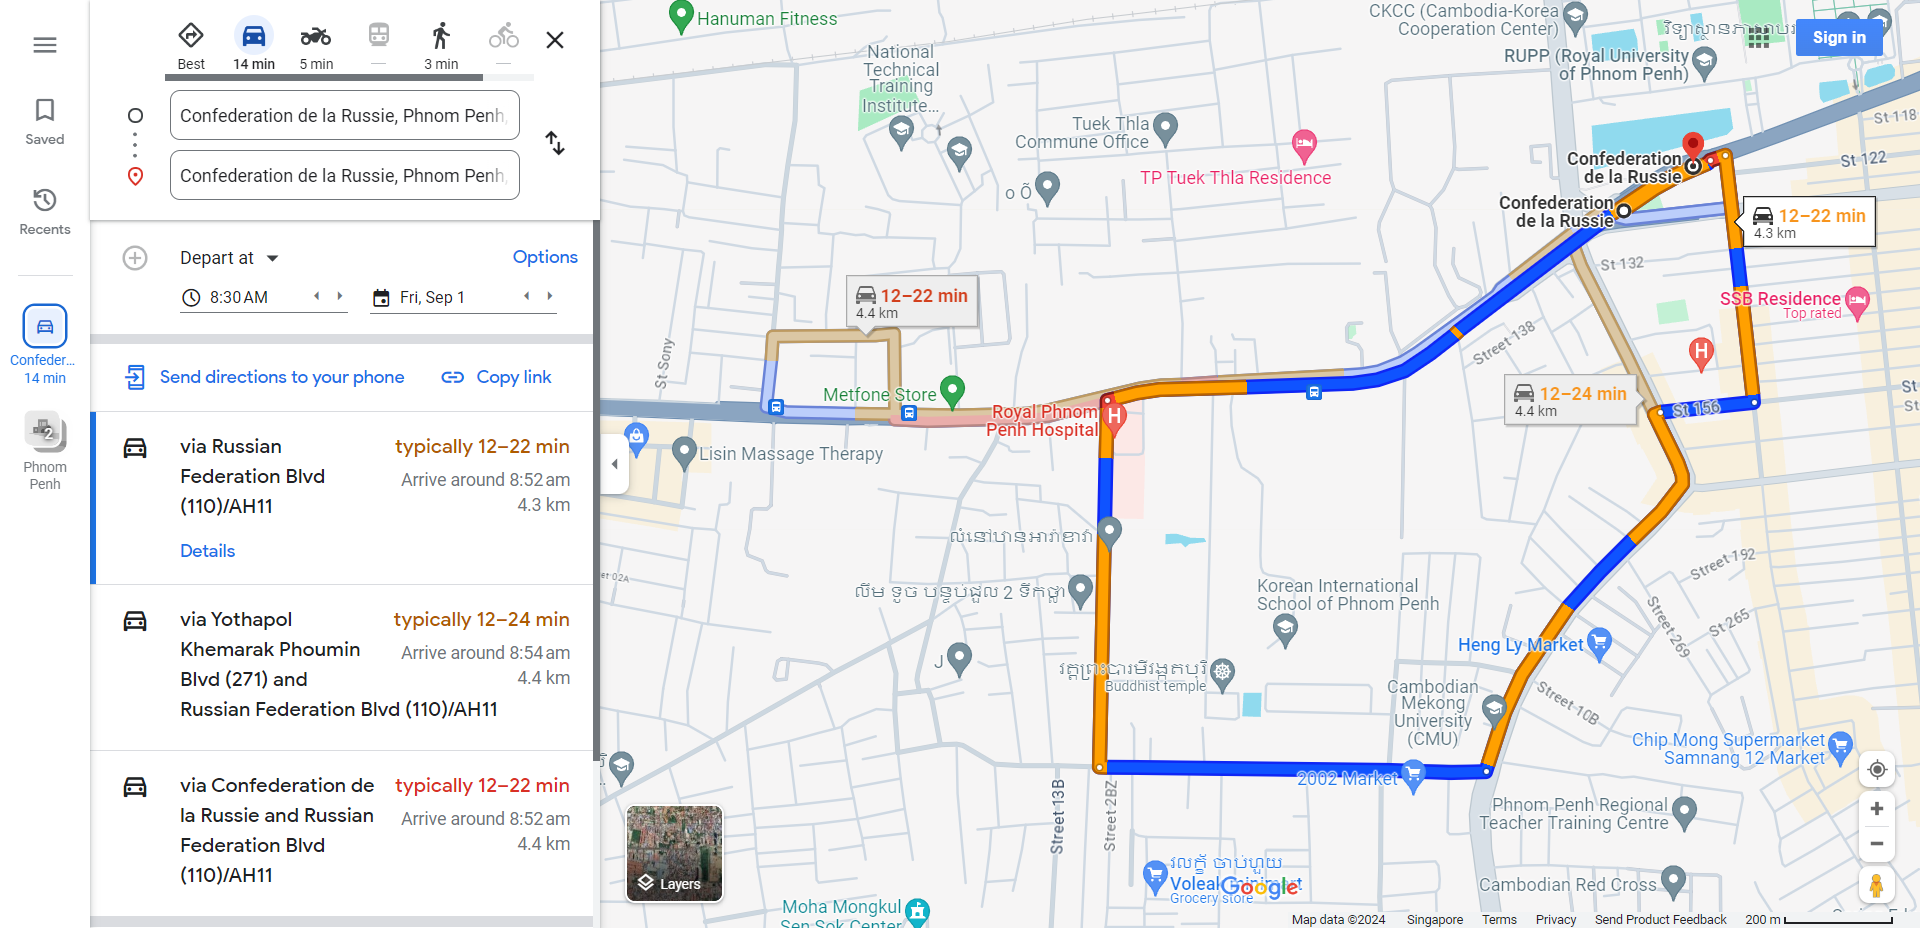 Saved
Recents
Confeder...
14 min
2
Phnom
Penh
Best
14 min
5 min
—
3 min
—
Confederation de la Russie, Phnom Penh,
Confederation de la Russie, Phnom Penh,
Depart at
Options
8:30 AM
Fri, Sep 1
Send directions to your phone
Copy link
via Russian
Federation Blvd
(110)/AH11
typically 12–22 min
Arrive around 8:52 am
4.3 km
Details
via Yothapol
Khemarak Phoumin
Blvd (271) and
Russian Federation Blvd (110)/AH11
typically 12–24 min
Arrive around 8:54 am
4.4 km
via Confederation de
la Russie and Russian
Federation Blvd
(110)/AH11
typically 12–22 min
Arrive around 8:52 am
4.4 km
Hanuman Fitness
National
Technical
Training
Institute...
CKCC (Cambodia-Korea
Cooperation Center)
RUPP (Royal University
of Phnom Penh)
Sign in
Tuek Thla
Commune Office
TP Tuek Thla Residence
St 118
St 122
Confederation
de la Russie
Confederation
de la Russie
12–22 min
4.3 km
St 132
12–22 min
4.4 km
SSB Residence
Top rated
Street 138
St Sony
Metfone Store
Royal Phnom
Penh Hospital
H
H
12–24 min
4.4 km
St 156
Lisin Massage Therapy
លំនៅឋានអារ៉ាខាវ៉ា
Street 192
Korean International
School of Phnom Penh
Street 269
St 265
Heng Ly Market
J
Buddhist temple
Cambodian
Mekong
University
(CMU)
Street 10B
Chip Mong Supermarket
Samnang 12 Market
2002 Market
Street 13B
Street 2BZ
Phnom Penh Regional
Teacher Training Centre
Layers
Grocery store
Google
Cambodian Red Cross
Moha Mongkul
Sen Sok Center
Map data ©2024
Singapore
Terms
Privacy
Send Product Feedback
200 m